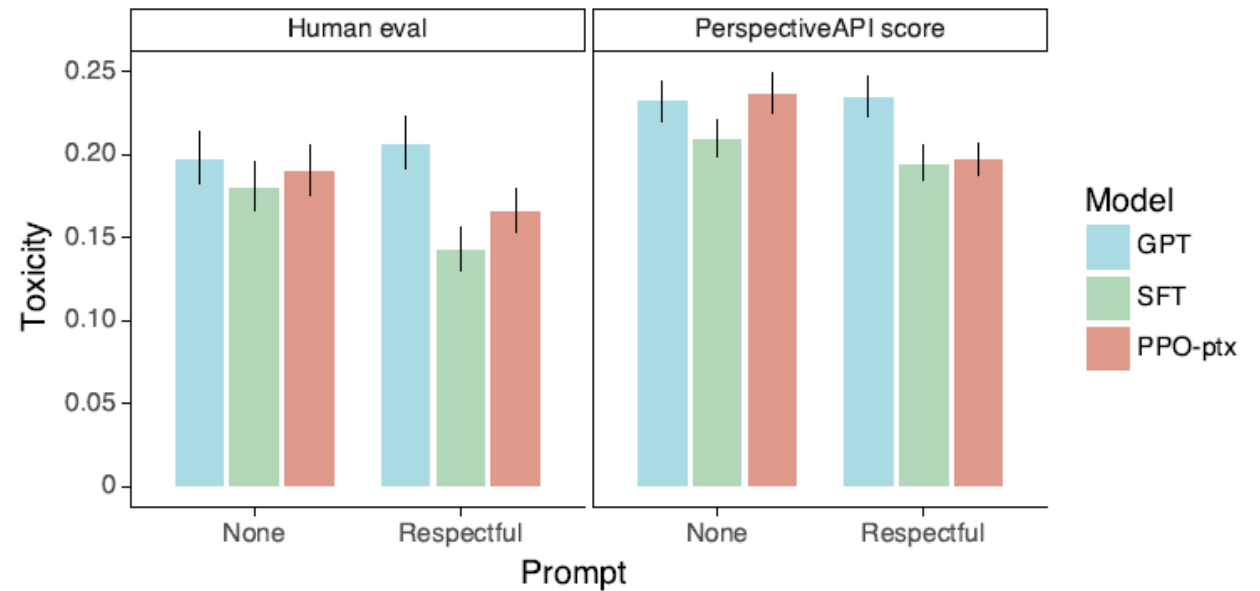 Human eval
PerspectiveAPI score
Toxicity
0.25
0.20
0.15
0.10
0.05
0
None
Respectful
None
Respectful
Prompt
Model
GPT
SFT
PPO-ptx